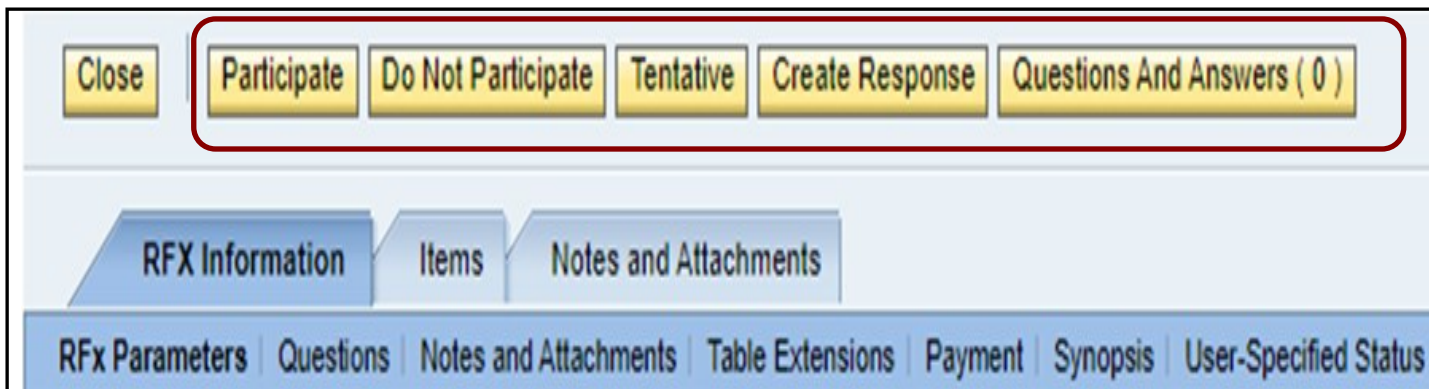 Close Participate Do Not Participate Tentative Create Response Questions And Answers ( 0 )
RFX Information Items Notes and Attachments
RFx Parameters Questions Notes and Attachments Table Extensions Payment Synopsis User-Specified Status